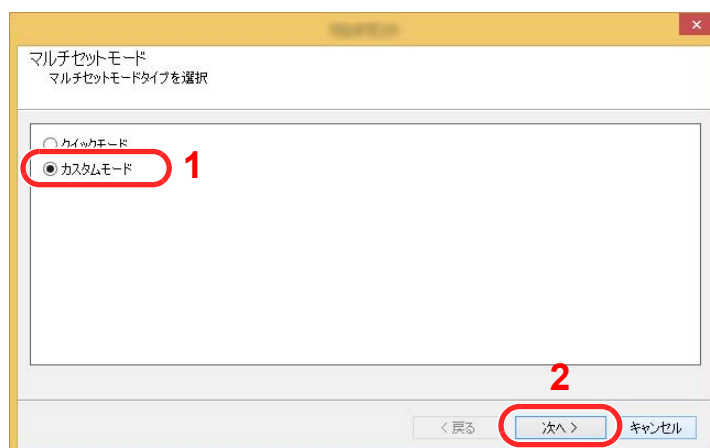 マルチセットモード
マルチセットモードタイプを選択
クイックモード
カスタムモード 1
2
< 戻る 次へ > キャンセル